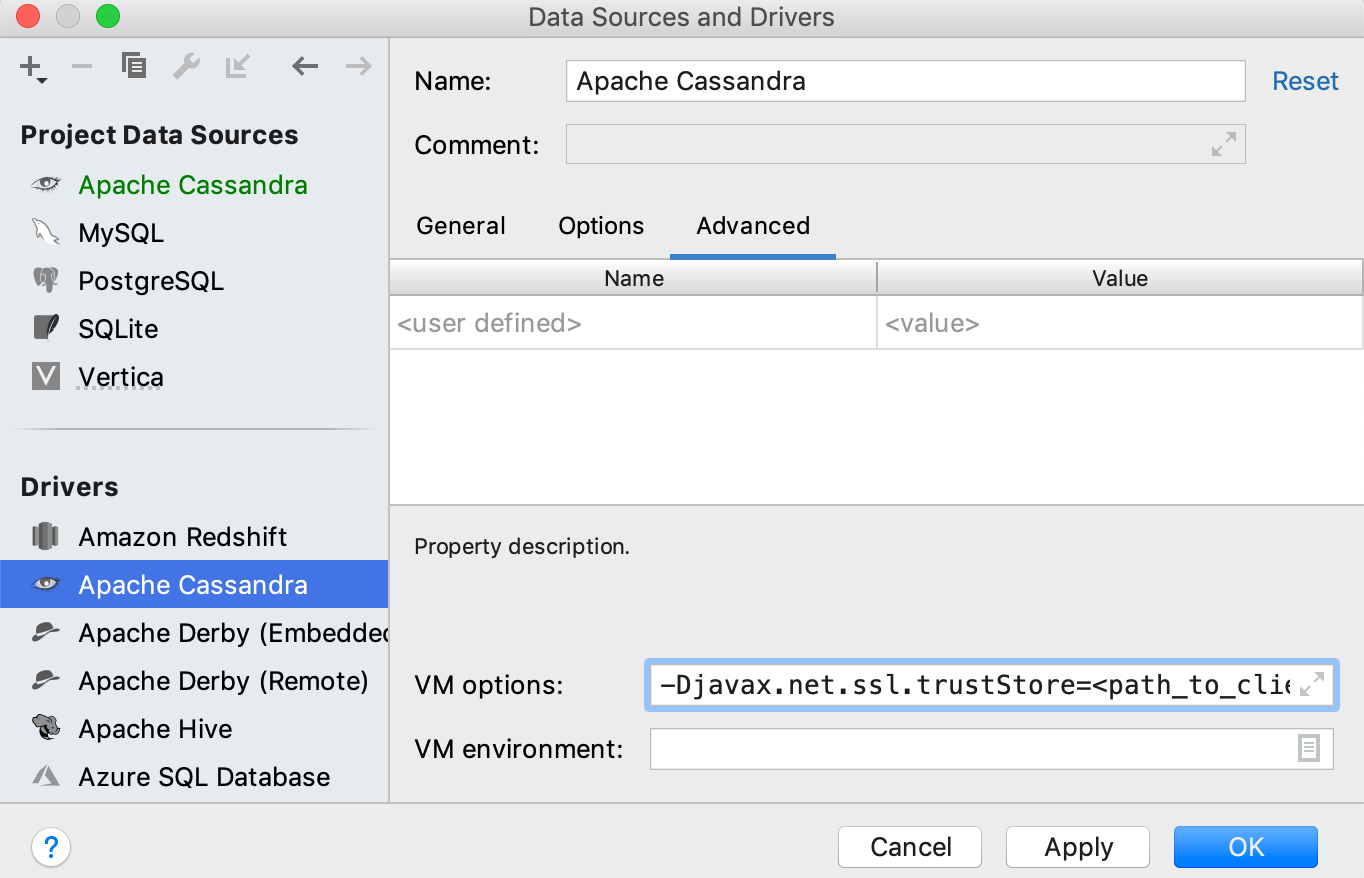 Data Sources and Drivers
Project Data Sources
Apache Cassandra
MySQL
PostgreSQL
SQLite
Vertica
Drivers
Amazon Redshift
Apache Cassandra
Apache Derby (Embedded
Apache Derby (Remote)
Apache Hive
Azure SQL Database
Name: Apache Cassandra Reset
Comment:
General Options Advanced
Name Value
<user defined> <value>
Property description.
VM options: -Djavax.net.ssl.trustStore=<path_to_clie
VM environment:
? Cancel Apply OK